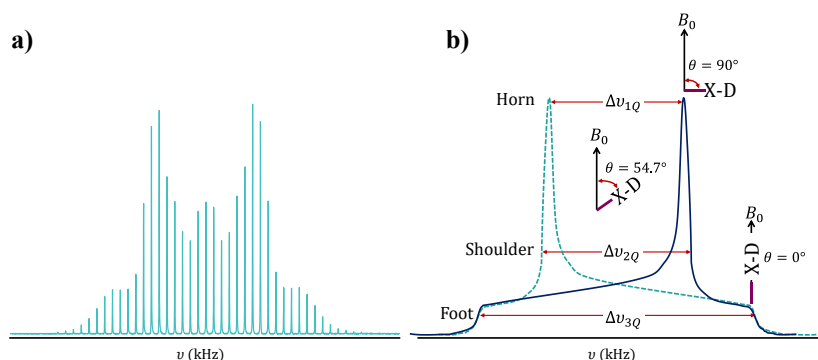 a)
υ (kHz)
b)
B₀
θ = 90°
X-D
Horn
Δυ₁Q
B₀
θ = 54.7°
X-D
B₀
Shoulder
Δυ₂Q
X-D
θ = 0°
Foot
Δυ₃Q
υ (kHz)